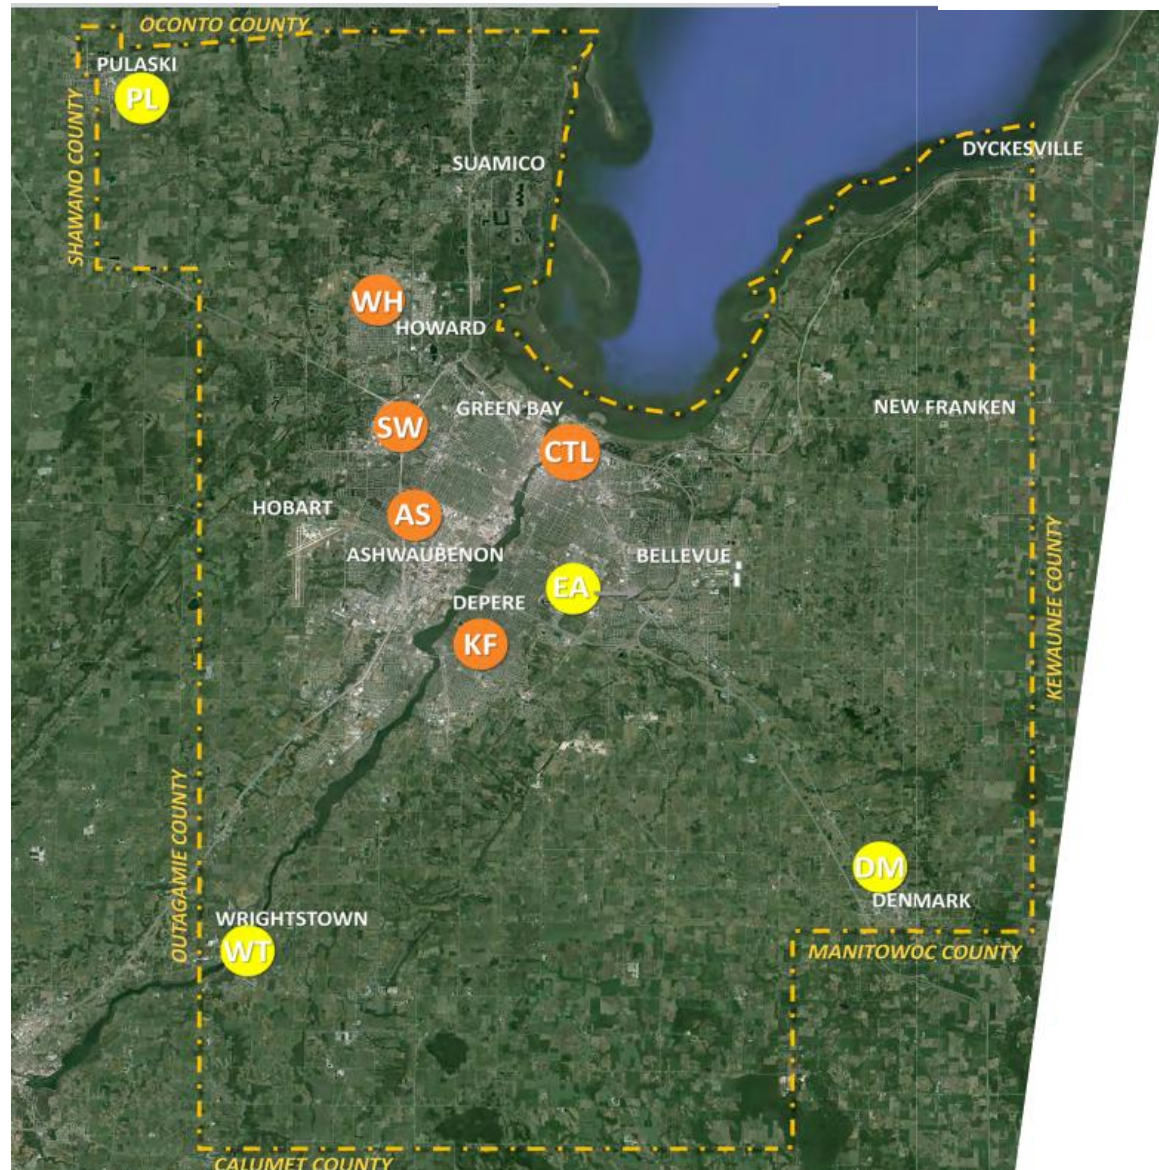 OCONTO COUNTY
PULASKI
PL
SHAWANO COUNTY
SUAMICO
DYCKESVILLE
WH
HOWARD
GREEN BAY
NEW FRANKEN
SW
CTL
HOBART
AS
ASHWAUBENON
BELLEVUE
EA
DEPERE
KF
KEWAUNEE COUNTY
OUTAGAMIE COUNTY
DM
DENMARK
WRIGHTSTOWN
WT
MANITOWOC COUNTY
CALUMET COUNTY